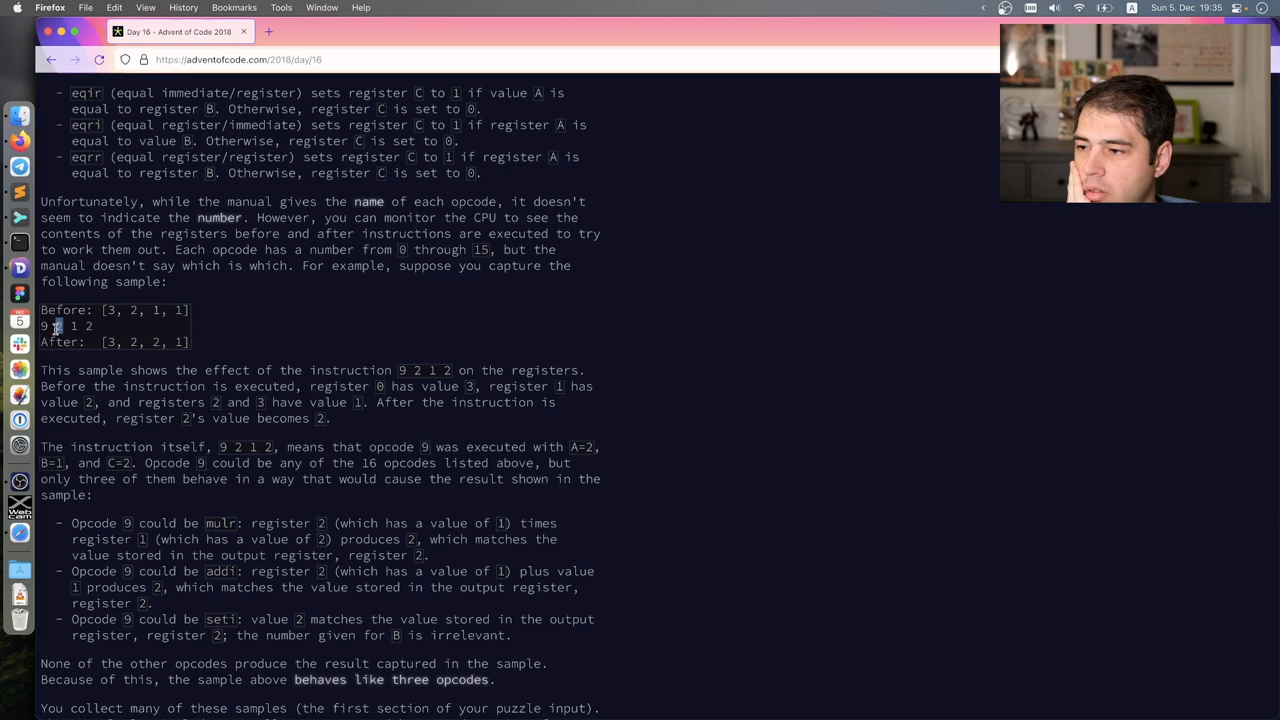 Firefox File Edit View History Bookmarks Tools Window Help
A Sun 5. Dec 19:35
Day 16 - Advent of Code 2018
https://adventofcode.com/2018/day/16
- eqir (equal immediate/register) sets register C to 1 if value A is
equal to register B. Otherwise, register C is set to 0.
- eqri (equal register/immediate) sets register C to 1 if register A is
equal to value B. Otherwise, register C is set to 0.
- eqrr (equal register/register) sets register C to 1 if register A is
equal to register B. Otherwise, register C is set to 0.
Unfortunately, while the manual gives the name of each opcode, it doesn't
seem to indicate the number. However, you can monitor the CPU to see the
contents of the registers before and after instructions are executed to try
to work them out. Each opcode has a number from 0 through 15, but the
manual doesn't say which is which. For example, suppose you capture the
following sample:
Before: [3, 2, 1, 1]
9 2 1 2
After: [3, 2, 2, 1]
This sample shows the effect of the instruction 9 2 1 2 on the registers.
Before the instruction is executed, register 0 has value 3, register 1 has
value 2, and registers 2 and 3 have value 1. After the instruction is
executed, register 2's value becomes 2.
The instruction itself, 9 2 1 2, means that opcode 9 was executed with A=2,
B=1, and C=2. Opcode 9 could be any of the 16 opcodes listed above, but
only three of them behave in a way that would cause the result shown in the
sample:
- Opcode 9 could be mulr: register 2 (which has a value of 1) times
register 1 (which has a value of 2) produces 2, which matches the
value stored in the output register, register 2.
- Opcode 9 could be addi: register 2 (which has a value of 1) plus value
1 produces 2, which matches the value stored in the output register,
register 2.
- Opcode 9 could be seti: value 2 matches the value stored in the output
register, register 2; the number given for B is irrelevant.
None of the other opcodes produce the result captured in the sample.
Because of this, the sample above behaves like three opcodes.
You collect many of these samples (the first section of your puzzle input).